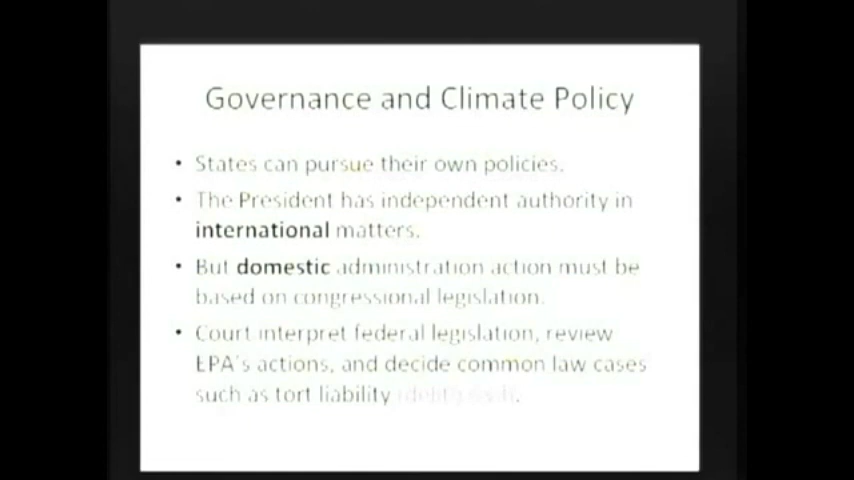 Governance and Climate Policy
• States can pursue their own policies.
• The President has independent authority in
international matters.
• But domestic administration action must be
based on congressional legislation.
• Court interpret federal legislation, review
EPA's actions, and decide common law cases
such as tort liability